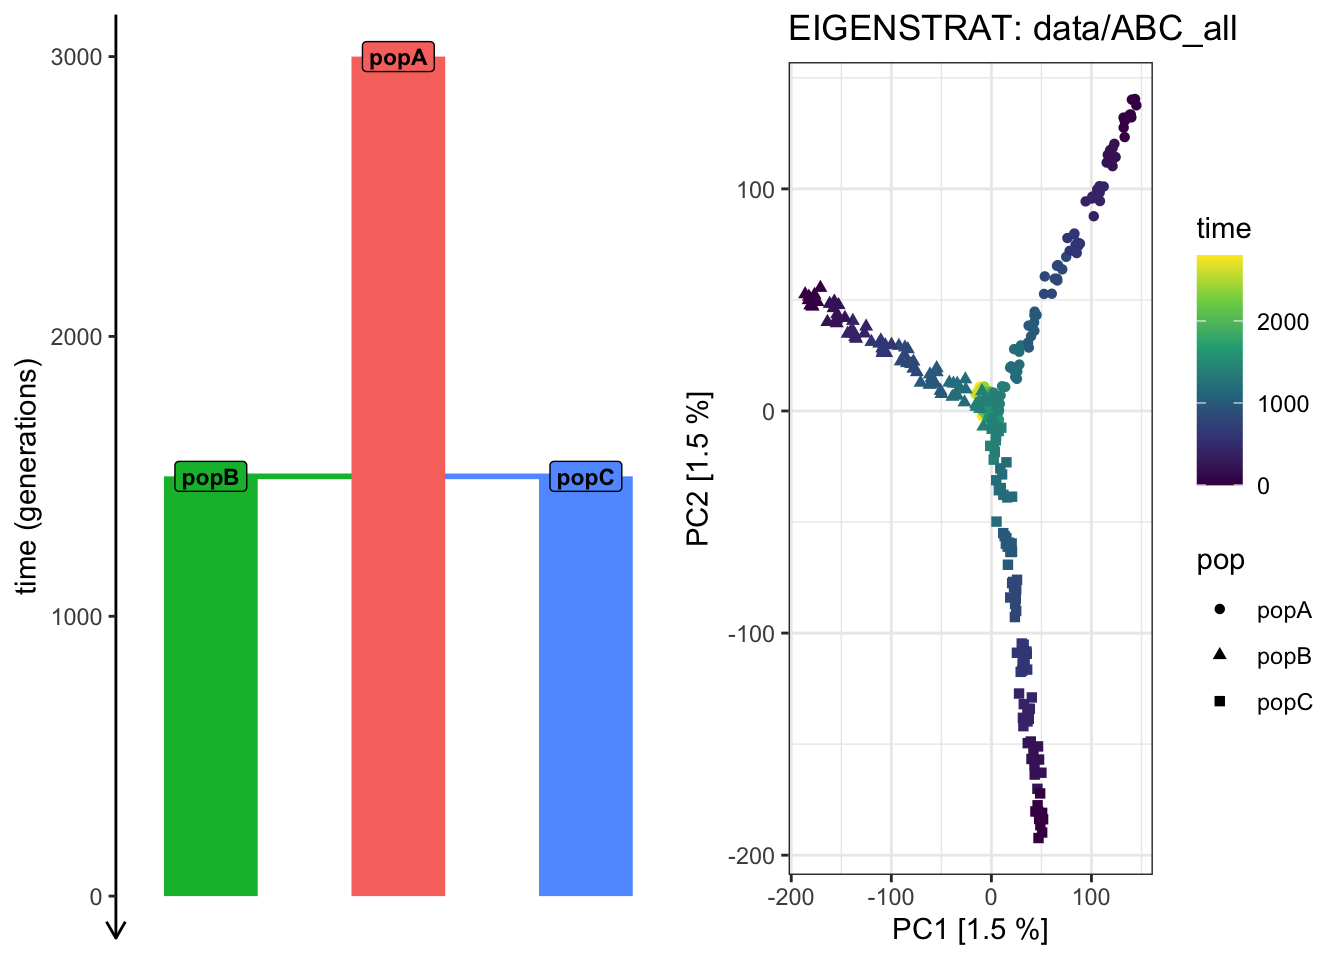 time (generations)
3000
2000
1000
0
popA
popB
popC
EIGENSTRAT: data/ABC_all
PC2 [1.5 %]
100
0
-100
-200
-200
-100
0
100
PC1 [1.5 %]
time
2000
1000
0
pop
popA
popB
popC